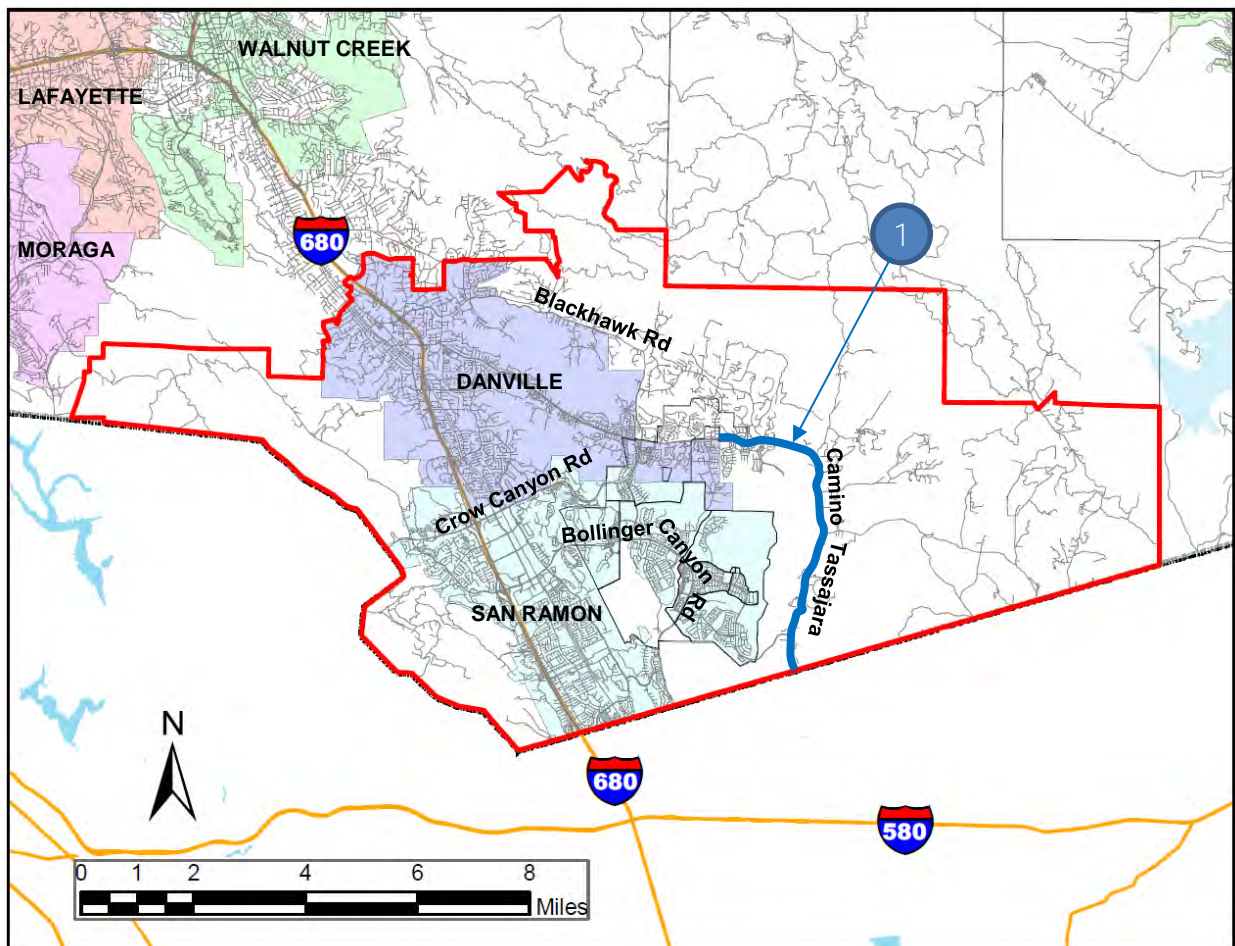 WALNUT CREEK
LAFAYETTE
MORAGA
680
1
Blackhawk Rd
DANVILLE
Crow Canyon Rd
Camino Tassajara
Bollinger Canyon Rd
SAN RAMON
N
680
580
0 1 2 4 6 8
Miles